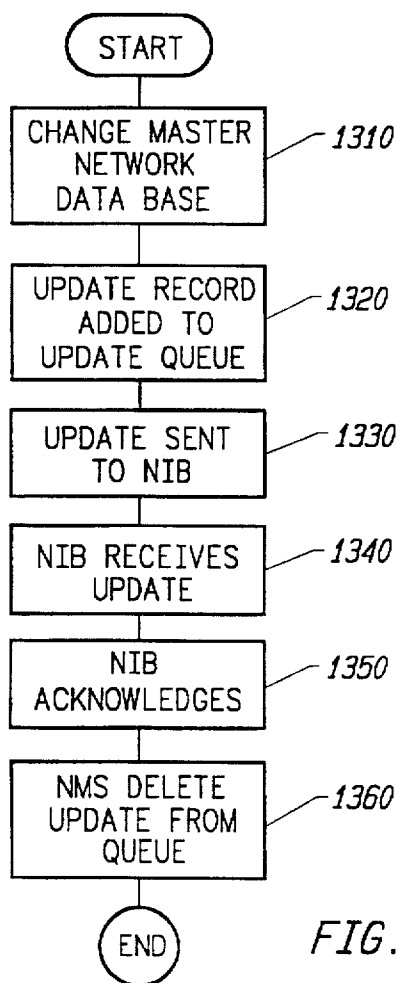 START
CHANGE MASTER
NETWORK
DATA BASE
1310
UPDATE RECORD
ADDED TO
UPDATE QUEUE
1320
UPDATE SENT
TO NIB
1330
NIB RECEIVES
UPDATE
1340
NIB
ACKNOWLEDGES
1350
NMS DELETE
UPDATE FROM
QUEUE
1360
END
FIG.